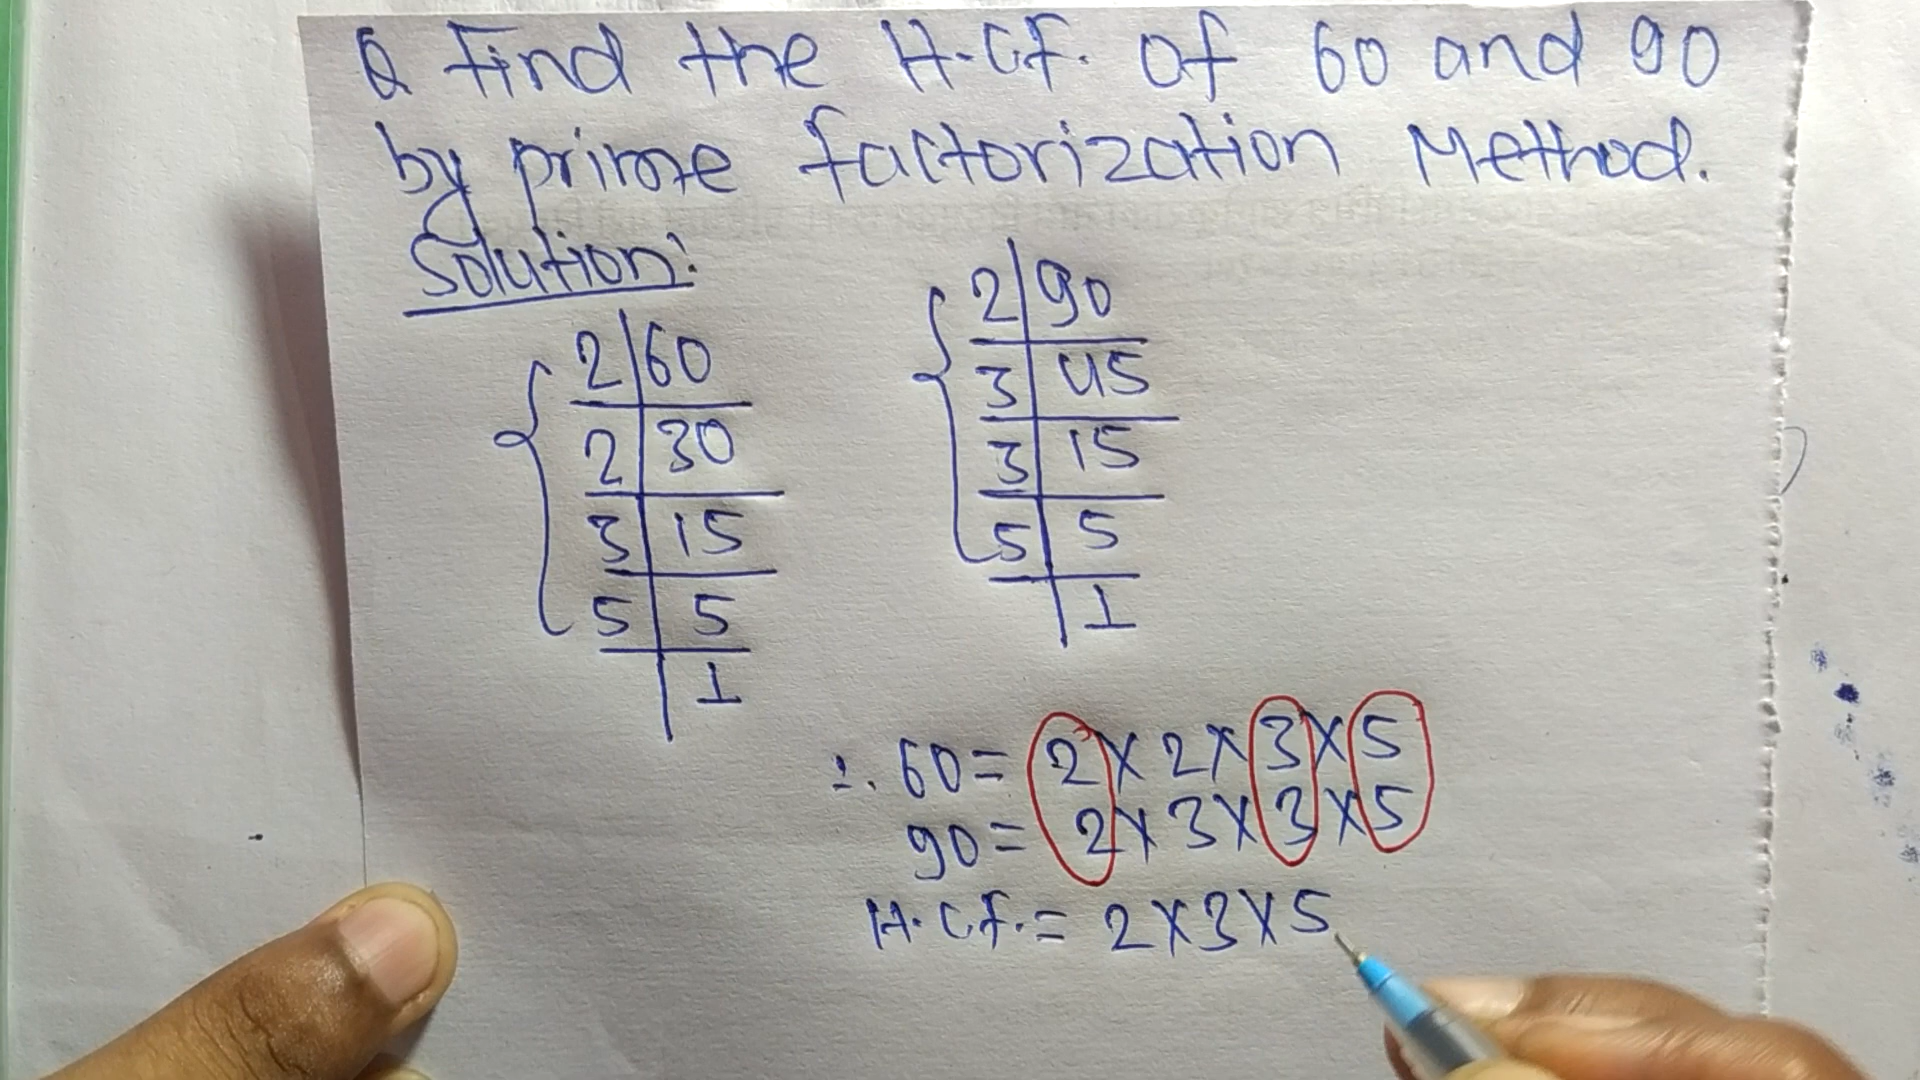 Q Find the H.C.F. of 60 and 90
by prime factorization Method.
Solution:
2 60
2 30
3 15
5 5
1
2 90
3 45
3 15
5 5
1
∴ 60 = 2 × 2 × 3 × 5
90 = 2 × 3 × 3 × 5
H.C.F. = 2 × 3 × 5